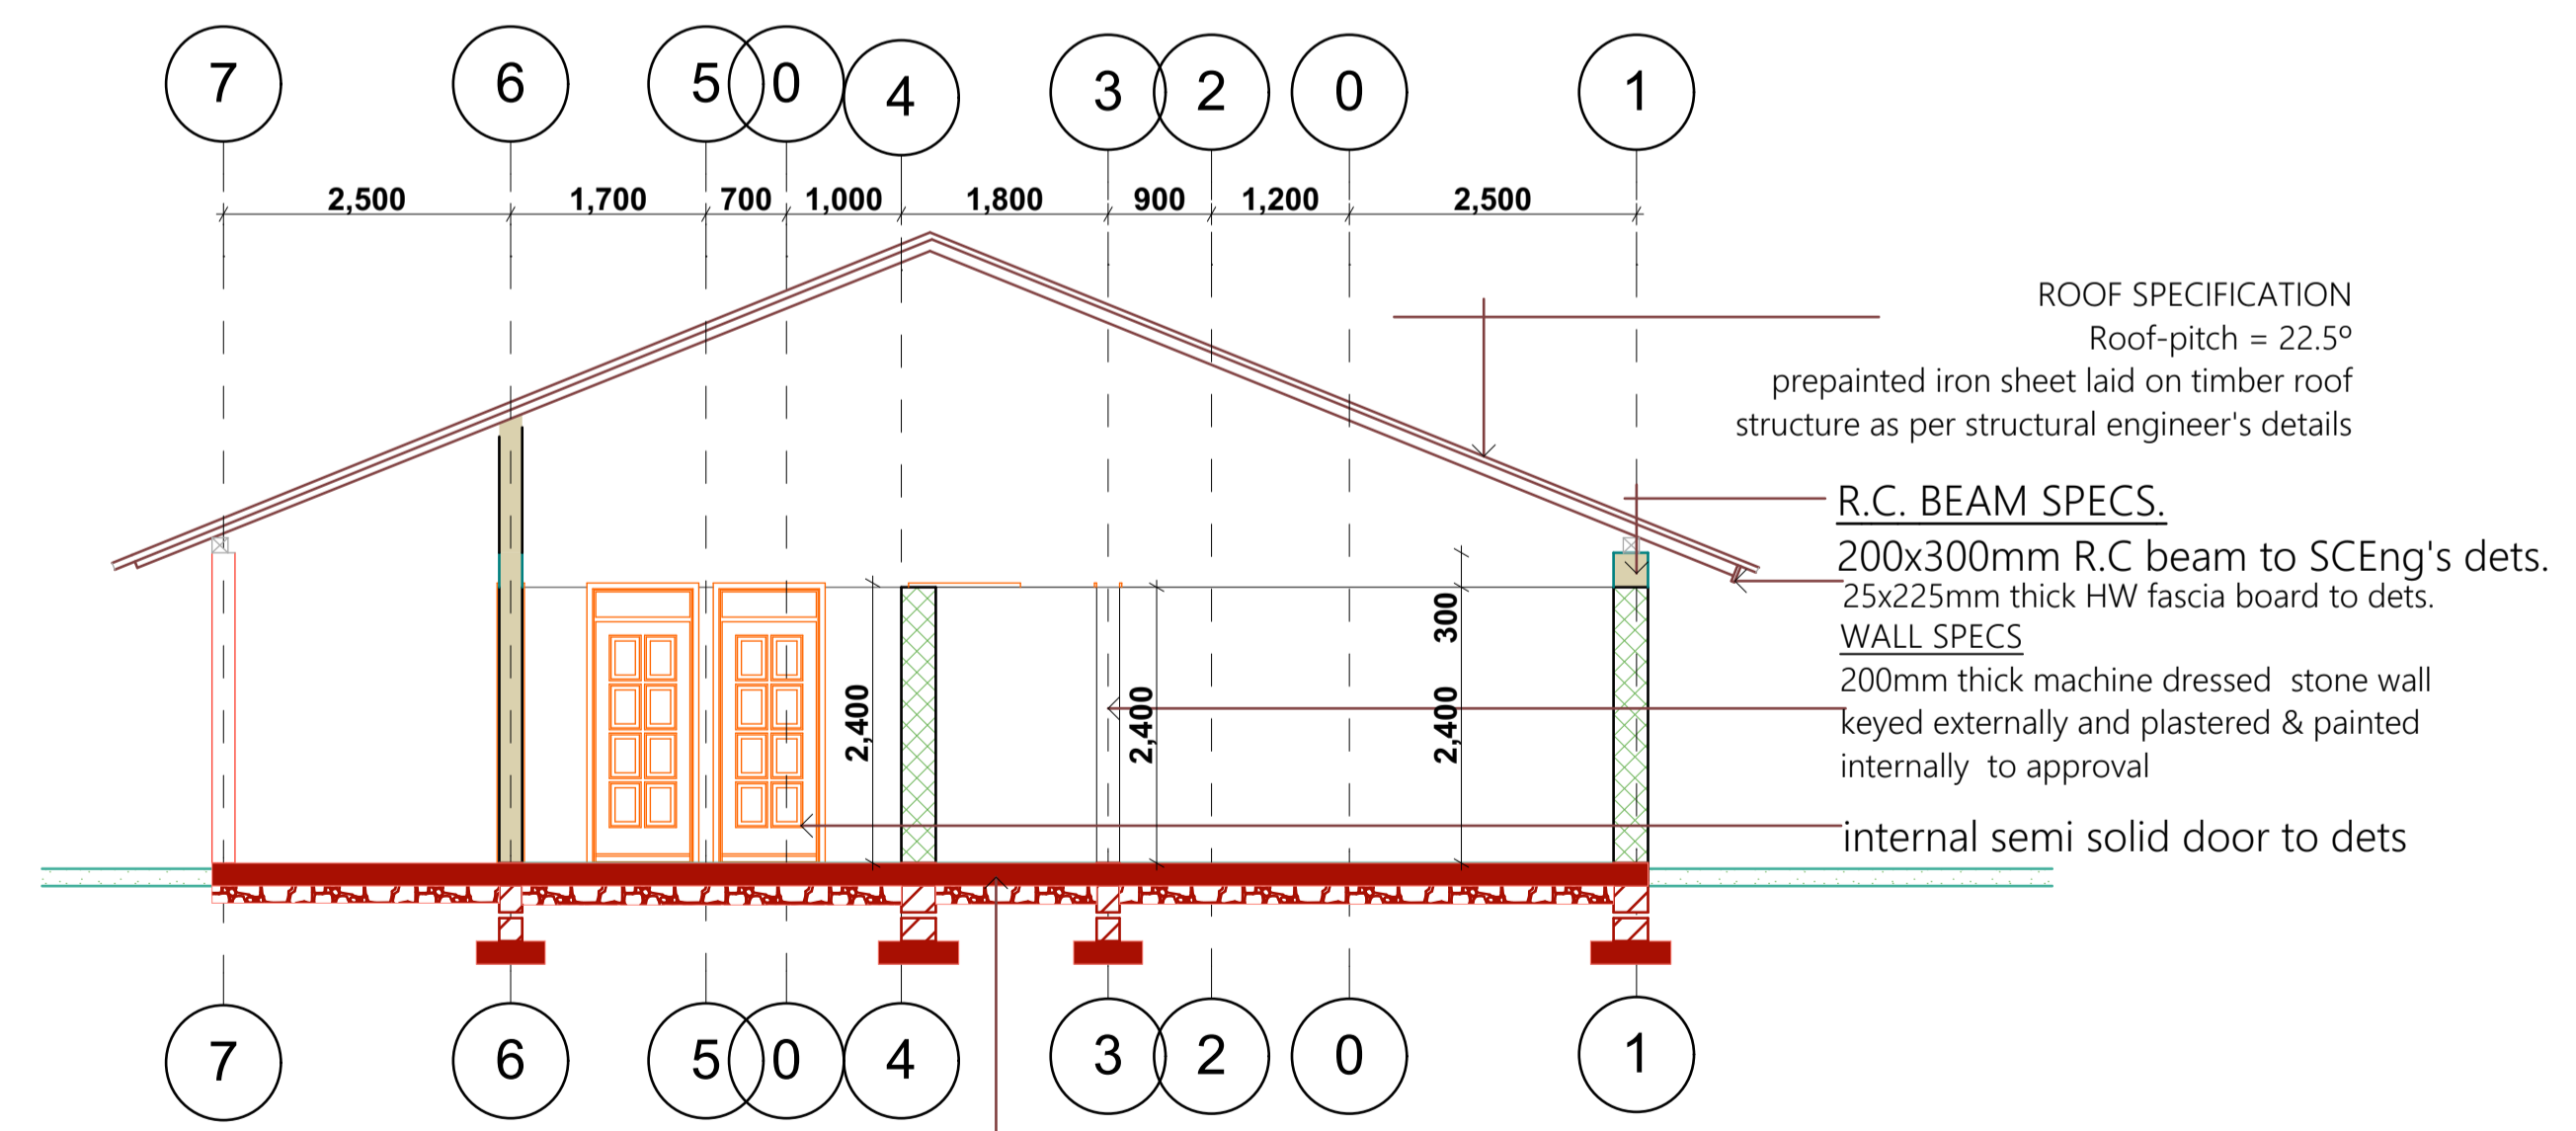 7 6 5 0 4 3 2 0 1
2,500 1,700 700 1,000 1,800 900 1,200 2,500
ROOF SPECIFICATION
Roof-pitch = 22.5º
prepainted iron sheet laid on timber roof
structure as per structural engineer's details
R.C. BEAM SPECS.
200x300mm R.C beam to SCEng's dets.
25x225mm thick HW fascia board to dets.
300
WALL SPECS
200mm thick machine dressed stone wall
keyed externally and plastered & painted
internally to approval
2,400 2,400 2,400
internal semi solid door to dets
7 6 5 0 4 3 2 0 1